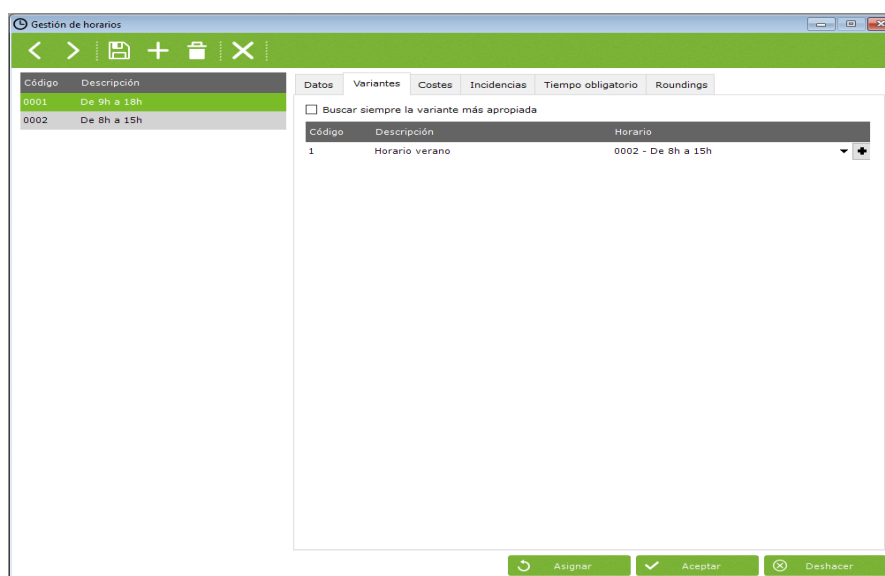 Gestión de horarios
Código Descripción
0001 De 9h a 18h
0002 De 8h a 15h
Datos Variantes Costes Incidencias Tiempo obligatorio Roundings
Buscar siempre la variante más apropiada
Código Descripción Horario
1 Horario verano 0002 - De 8h a 15h
Asignar Aceptar Deshacer